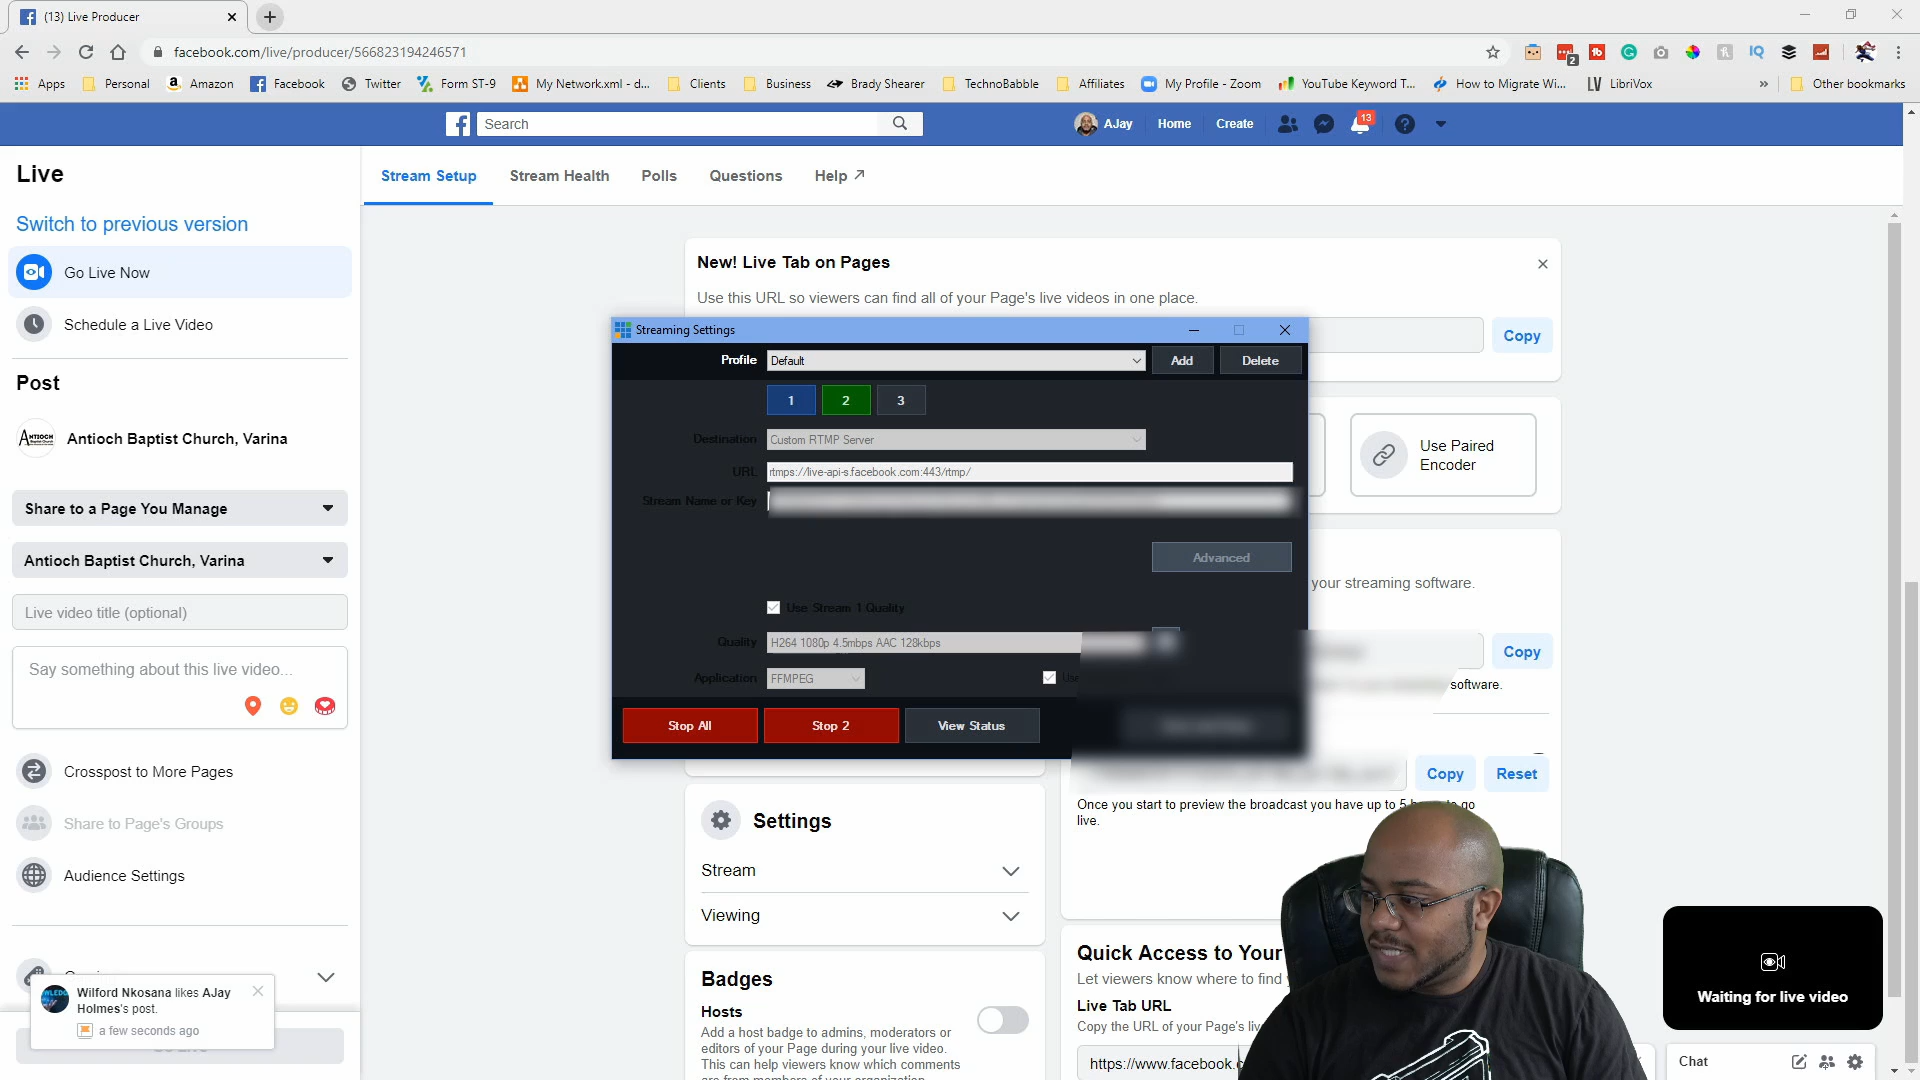 (13) Live Producer
facebook.com/live/producer/566823194246571
2
Apps
Personal
Amazon
Facebook
Twitter
Form ST-9
My Network.xml - d...
Clients
Business
Brady Shearer
TechnoBabble
Affiliates
My Profile - Zoom
YouTube Keyword T...
How to Migrate Wi...
LibriVox
»
Other bookmarks
Search
AJay
Home
Create
13
Live
Switch to previous version
Go Live Now
Schedule a Live Video
Post
Antioch Baptist Church, Varina
Share to a Page You Manage
Antioch Baptist Church, Varina
Live video title (optional)
Say something about this live video...
Crosspost to More Pages
Share to Page's Groups
Audience Settings
Wilford Nkosana likes AJay
Holmes's post.
a few seconds ago
Stream Setup
Stream Health
Polls
Questions
Help
New! Live Tab on Pages
Use this URL so viewers can find all of your Page's live videos in one place.
Copy
Use Paired
Encoder
Streaming Settings
Profile
Default
Add
Delete
1
2
3
Destination
Custom RTMP Server
URL
rtmps://live-api-s.facebook.com:443/rtmp/
Stream Name or Key
Advanced
Use Stream 1 Quality
Quality
H264 1080p 4.5mbps AAC 128kbps
Application
FFMPEG
Use
Stop All
Stop 2
View Status
your streaming software.
Copy
software.
Copy
Reset
Once you start to preview the broadcast you have up to 5
go
live.
Settings
Stream
Viewing
Badges
Hosts
Add a host badge to admins, moderators or
editors of your Page during your live video.
This can help viewers know which comments
are from members of your organization
Quick Access to Your
Let viewers know where to find
Live Tab URL
Copy the URL of your Page's
https://www.facebook.c
Waiting for live video
Chat